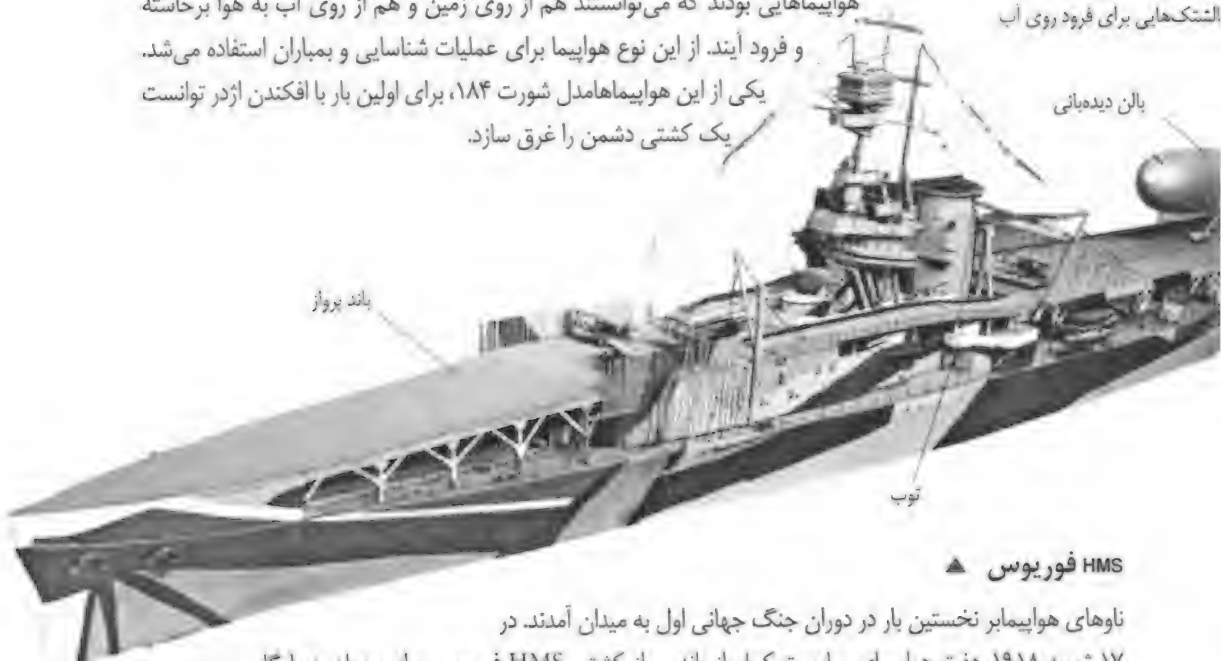 هواپیماهایی بودند که می‌توانستند هم از روی زمین و هم از روی آب به هوا برخاسته
و فرود آیند. از این نوع هواپیما برای عملیات شناسایی و بمباران استفاده می‌شد.
یکی از این هواپیماهامدل شورت ۱۸۴، برای اولین بار با افکندن اژدر توانست
یک کشتی دشمن را غرق سازد.
الشتک‌هایی برای فرود روی آب
بالن دیده‌بانی
باند پرواز
توپ
HMS فوریوس ▲
ناوهای هواپیمابر نخستین بار در دوران جنگ جهانی اول به میدان آمدند. در